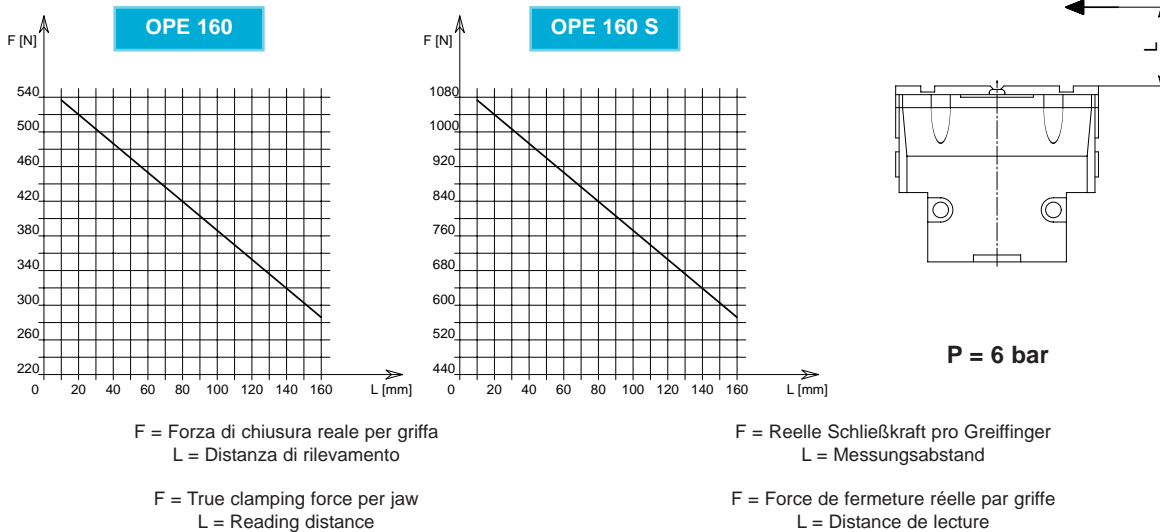 OPE 160
F [N]
540
500
460
420
380
340
300
260
220
0 20 40 60 80 100 120 140 160
L [mm]
OPE 160 S
F [N]
1080
1000
920
840
760
680
600
520
440
0 20 40 60 80 100 120 140 160
L [mm]
L
P = 6 bar
F = Forza di chiusura reale per griffa
L = Distanza di rilevamento
F = Reelle Schließkraft pro Greiffinger
L = Messungsabstand
F = True clamping force per jaw
L = Reading distance
F = Force de fermeture réelle par griffe
L = Distance de lecture